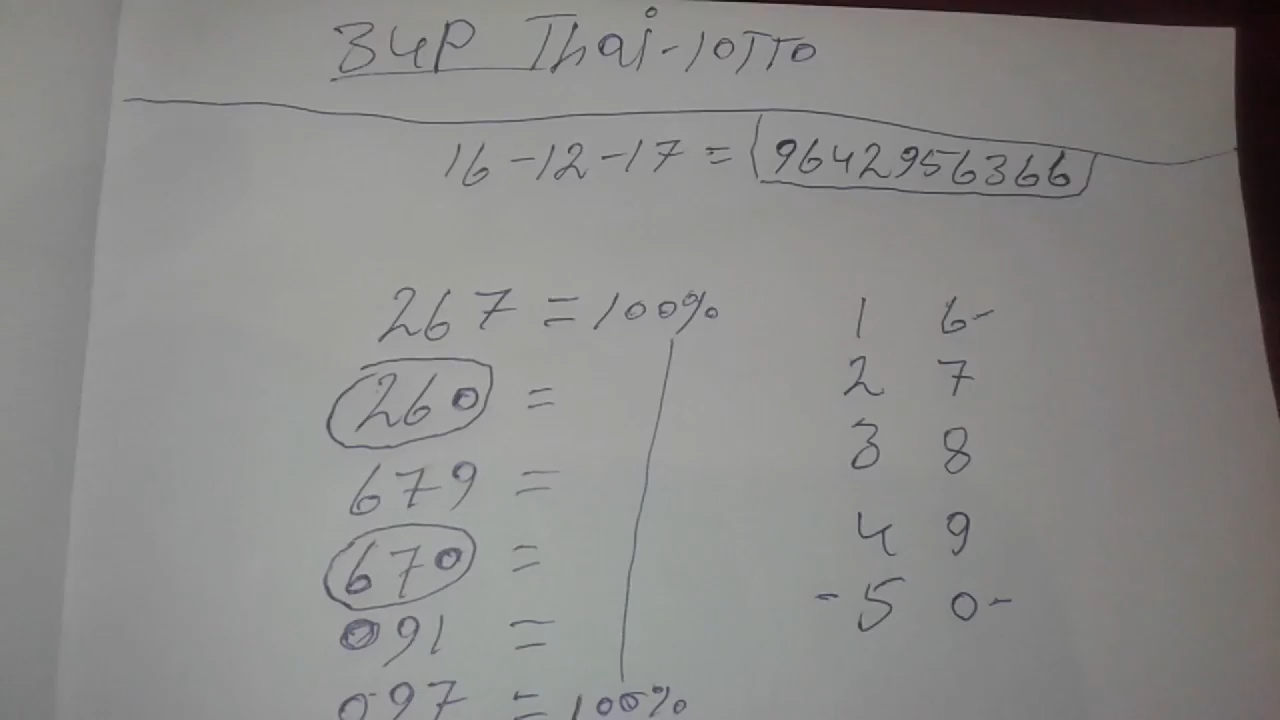 34P Thai-lOTTO
16-12-17 = 9642956366
267 = 100%
260 =
679 =
670 =
091 =
097 = 100%
1 6-
2 7
3 8
4 9
-5 0-